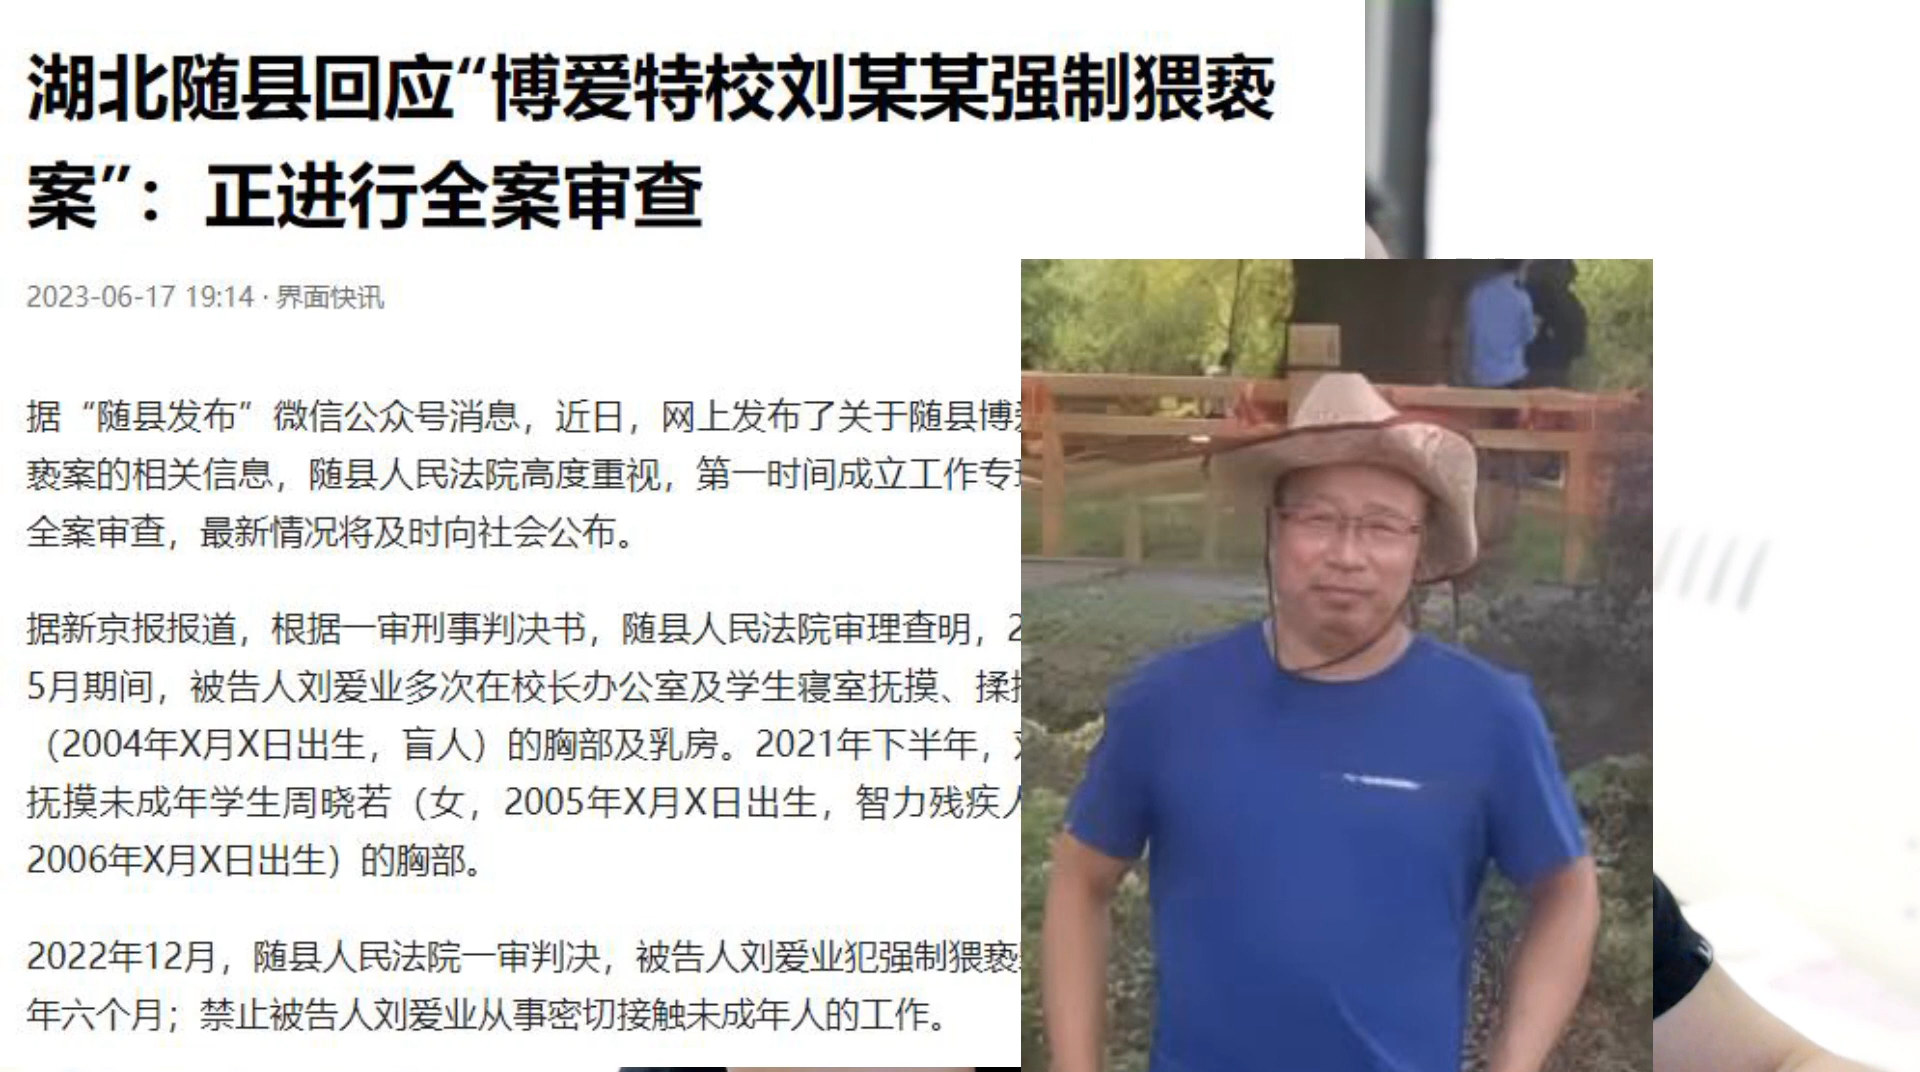 湖北随县回应“博爱特校刘某某强制猥亵
案”：正进行全案审查
2023-06-17 19:14 · 界面快讯
据“随县发布”微信公众号消息，近日，网上发布了关于随县博
亵案的相关信息，随县人民法院高度重视，第一时间成立工作专
全案审查，最新情况将及时向社会公布。
据新京报报道，根据一审刑事判决书，随县人民法院审理查明，2
5月期间，被告人刘爱业多次在校长办公室及学生寝室抚摸、揉
（2004年X月X日出生，盲人）的胸部及乳房。2021年下半年，
抚摸未成年学生周晓若（女，2005年X月X日出生，智力残疾
2006年X月X日出生）的胸部。
2022年12月，随县人民法院一审判决，被告人刘爱业犯强制猥亵
年六个月；禁止被告人刘爱业从事密切接触未成年人的工作。